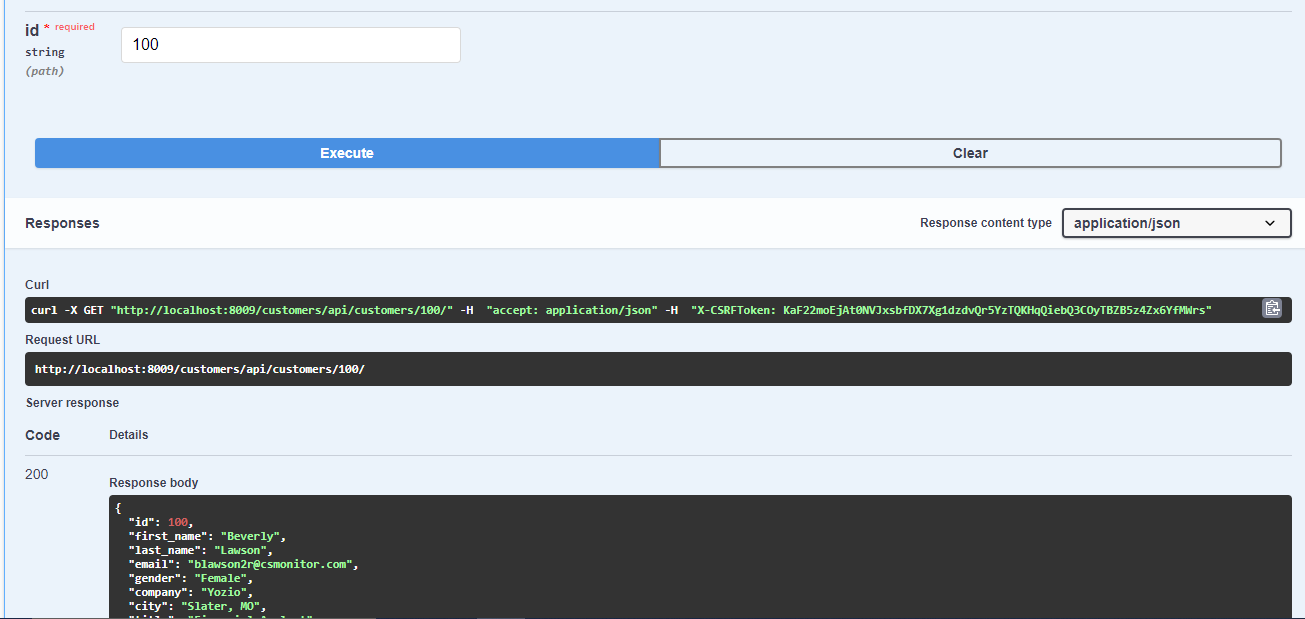 id * required
string
(path)
100
Execute
Clear
Responses
Response content type
application/json
Curl
curl -X GET "http://localhost:8009/customers/api/customers/100/" -H  "accept: application/json" -H  "X-CSRFToken: KaF22moEjAt0NVJxsbfDX7Xg1dzdvQr5YzTQKHqQiebQ3COyTBZB5z4Zx6YfMWrs"
Request URL
http://localhost:8009/customers/api/customers/100/
Server response
Code
Details
200
Response body
{
"id": 100,
"first_name": "Beverly",
"last_name": "Lawson",
"email": "blawson2r@csmonitor.com",
"gender": "Female",
"company": "Yozio",
"city": "Slater, MO",